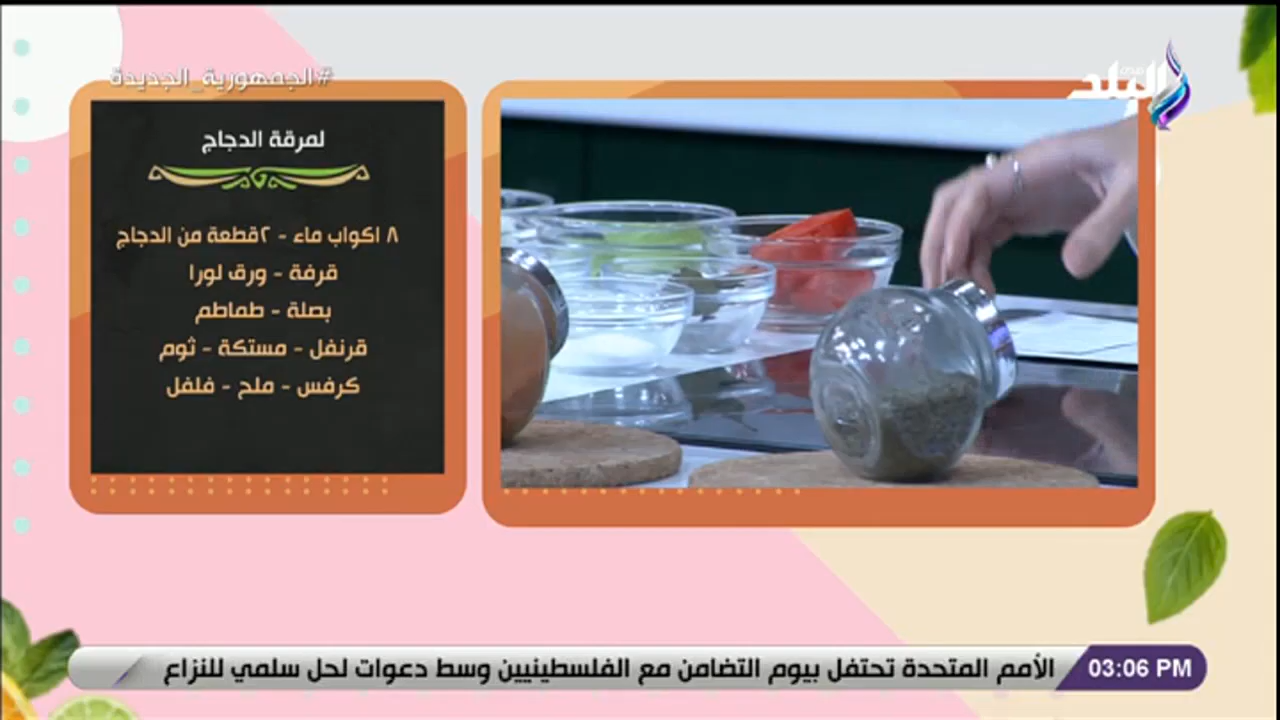 #الجمهورية_الجديدة
صدى البلد
لمرقة الدجاج
٨ اكواب ماء - ٢قطعة من الدجاج
قرفة - ورق لورا
بصلة - طماطم
قرنفل - مستكة - ثوم
كرفس - ملح - فلفل
03:06 PM
الأمم المتحدة تحتفل بيوم التضامن مع الفلسطينيين وسط دعوات لحل سلمي للنزاع